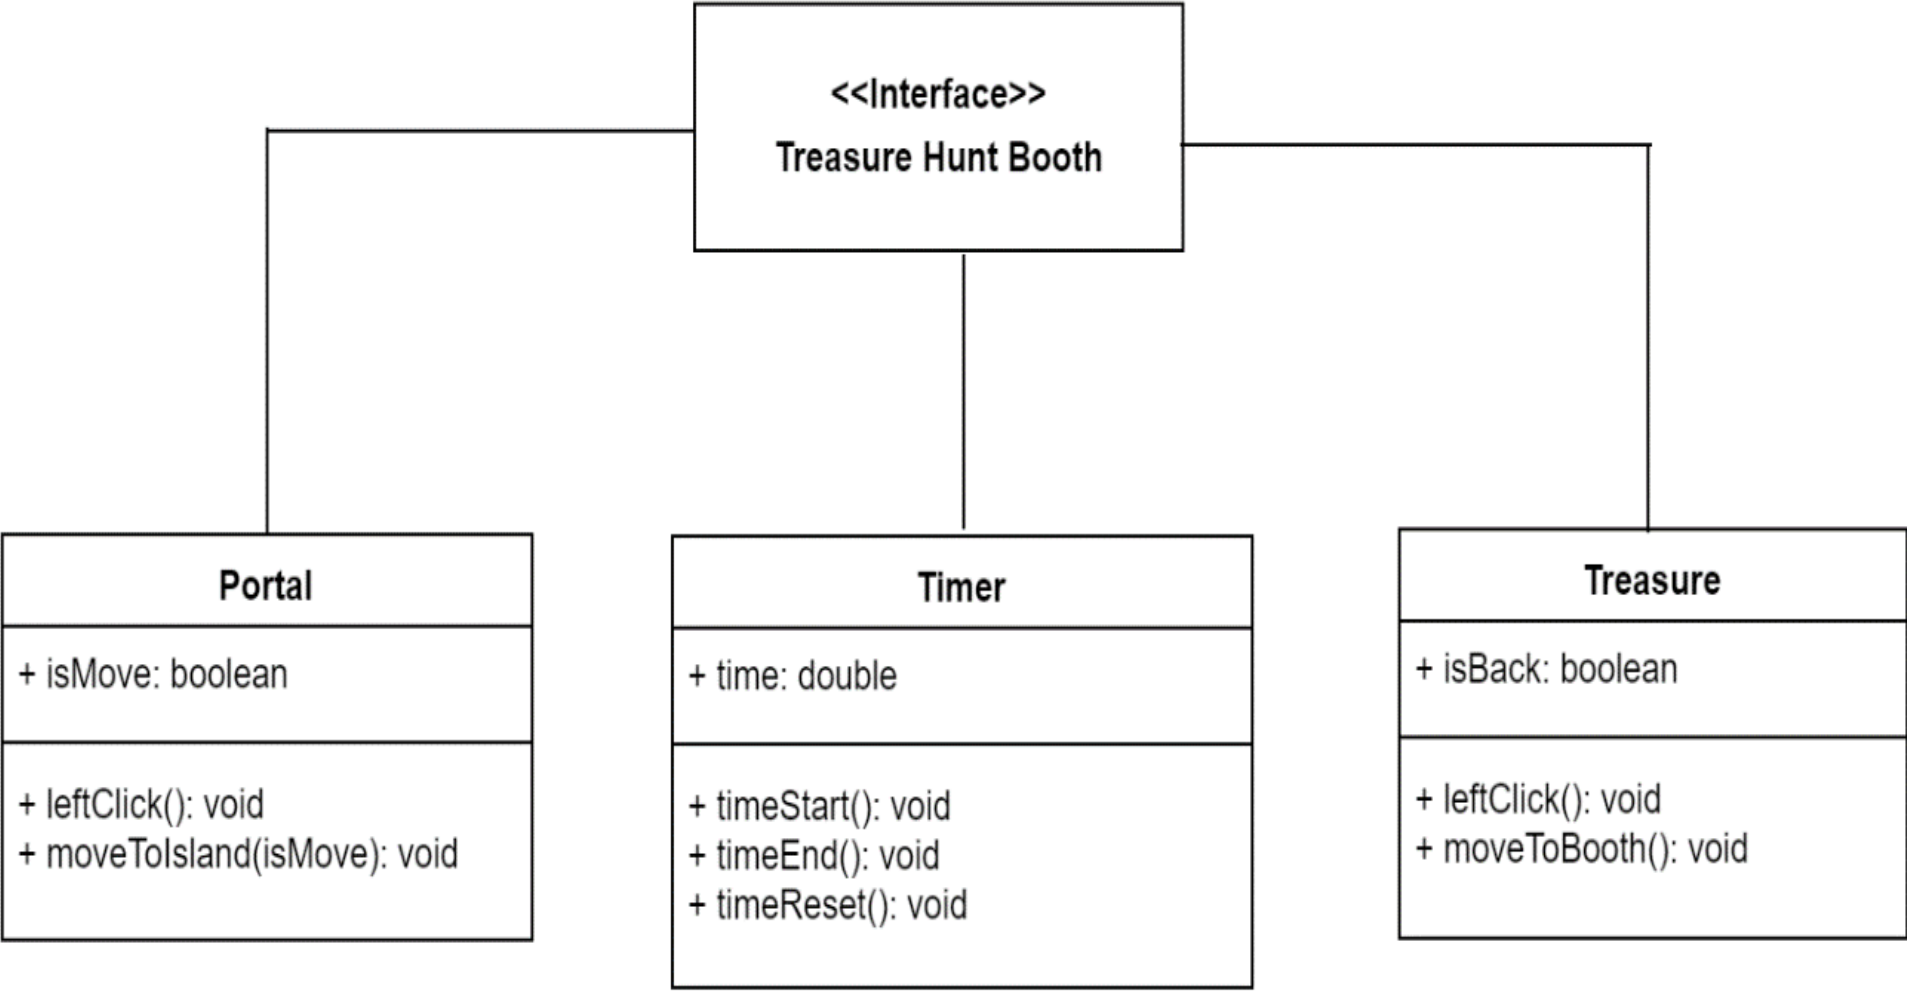 <<Interface>>
Treasure Hunt Booth
Portal
+ isMove: boolean
+ leftClick(): void
+ moveToIsland(isMove): void
Timer
+ time: double
+ timeStart(): void
+ timeEnd(): void
+ timeReset(): void
Treasure
+ isBack: boolean
+ leftClick(): void
+ moveToBooth(): void